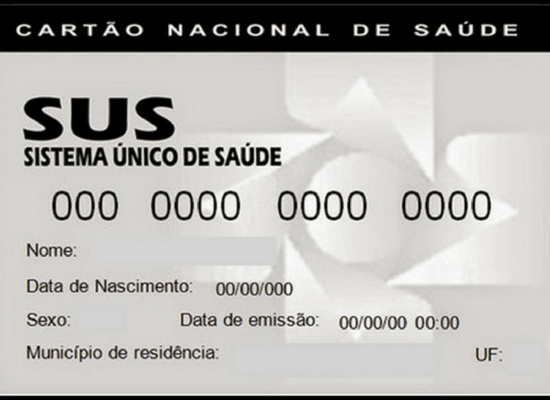 CARTÃO NACIONAL DE SAÚDE
SUS
SISTEMA ÚNICO DE SAÚDE
000 0000 0000 0000
Nome:
Data de Nascimento: 00/00/000
Sexo: Data de emissão: 00/00/00 00:00
Município de residência: UF: